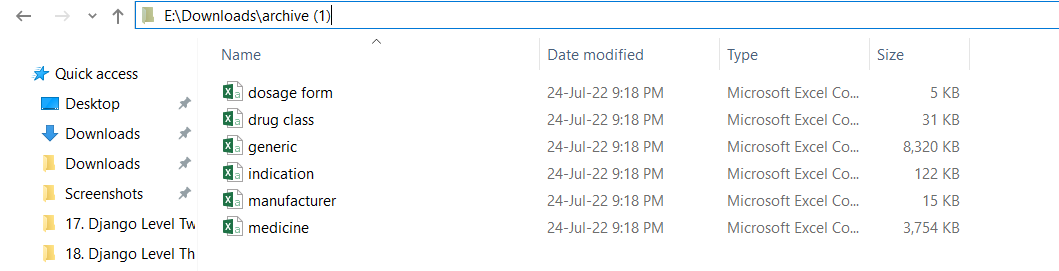 E:\Downloads\archive (1)
Name Date modified Type Size
Quick access
Desktop
Downloads
Downloads
Screenshots
17. Django Level Tw
18. Django Level Th
dosage form 24-Jul-22 9:18 PM Microsoft Excel Co... 5 KB
drug class 24-Jul-22 9:18 PM Microsoft Excel Co... 31 KB
generic 24-Jul-22 9:18 PM Microsoft Excel Co... 8,320 KB
indication 24-Jul-22 9:18 PM Microsoft Excel Co... 122 KB
manufacturer 24-Jul-22 9:18 PM Microsoft Excel Co... 15 KB
medicine 24-Jul-22 9:18 PM Microsoft Excel Co... 3,754 KB